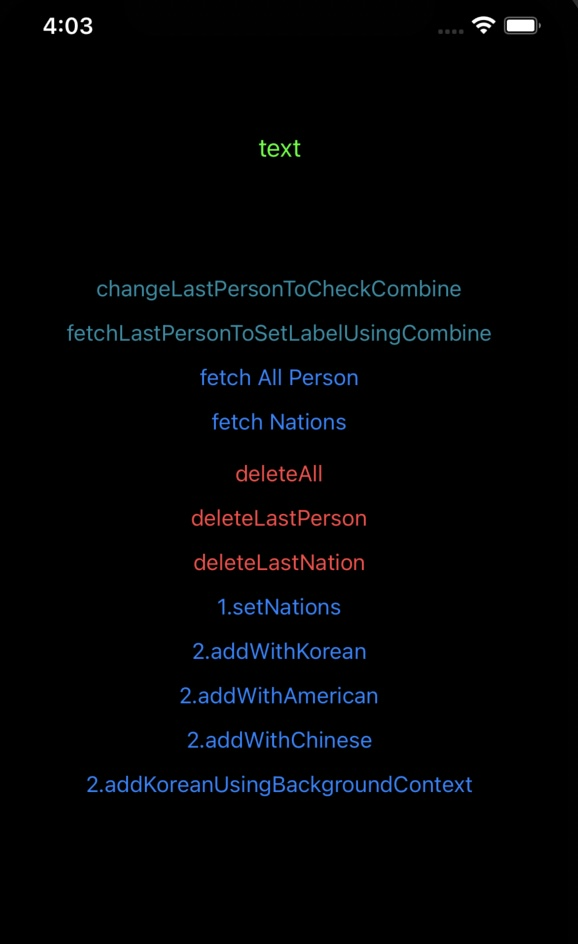 4:03
text
changeLastPersonToCheckCombine
fetchLastPersonToSetLabelUsingCombine
fetch All Person
fetch Nations
deleteAll
deleteLastPerson
deleteLastNation
1.setNations
2.addWithKorean
2.addWithAmerican
2.addWithChinese
2.addKoreanUsingBackgroundContext